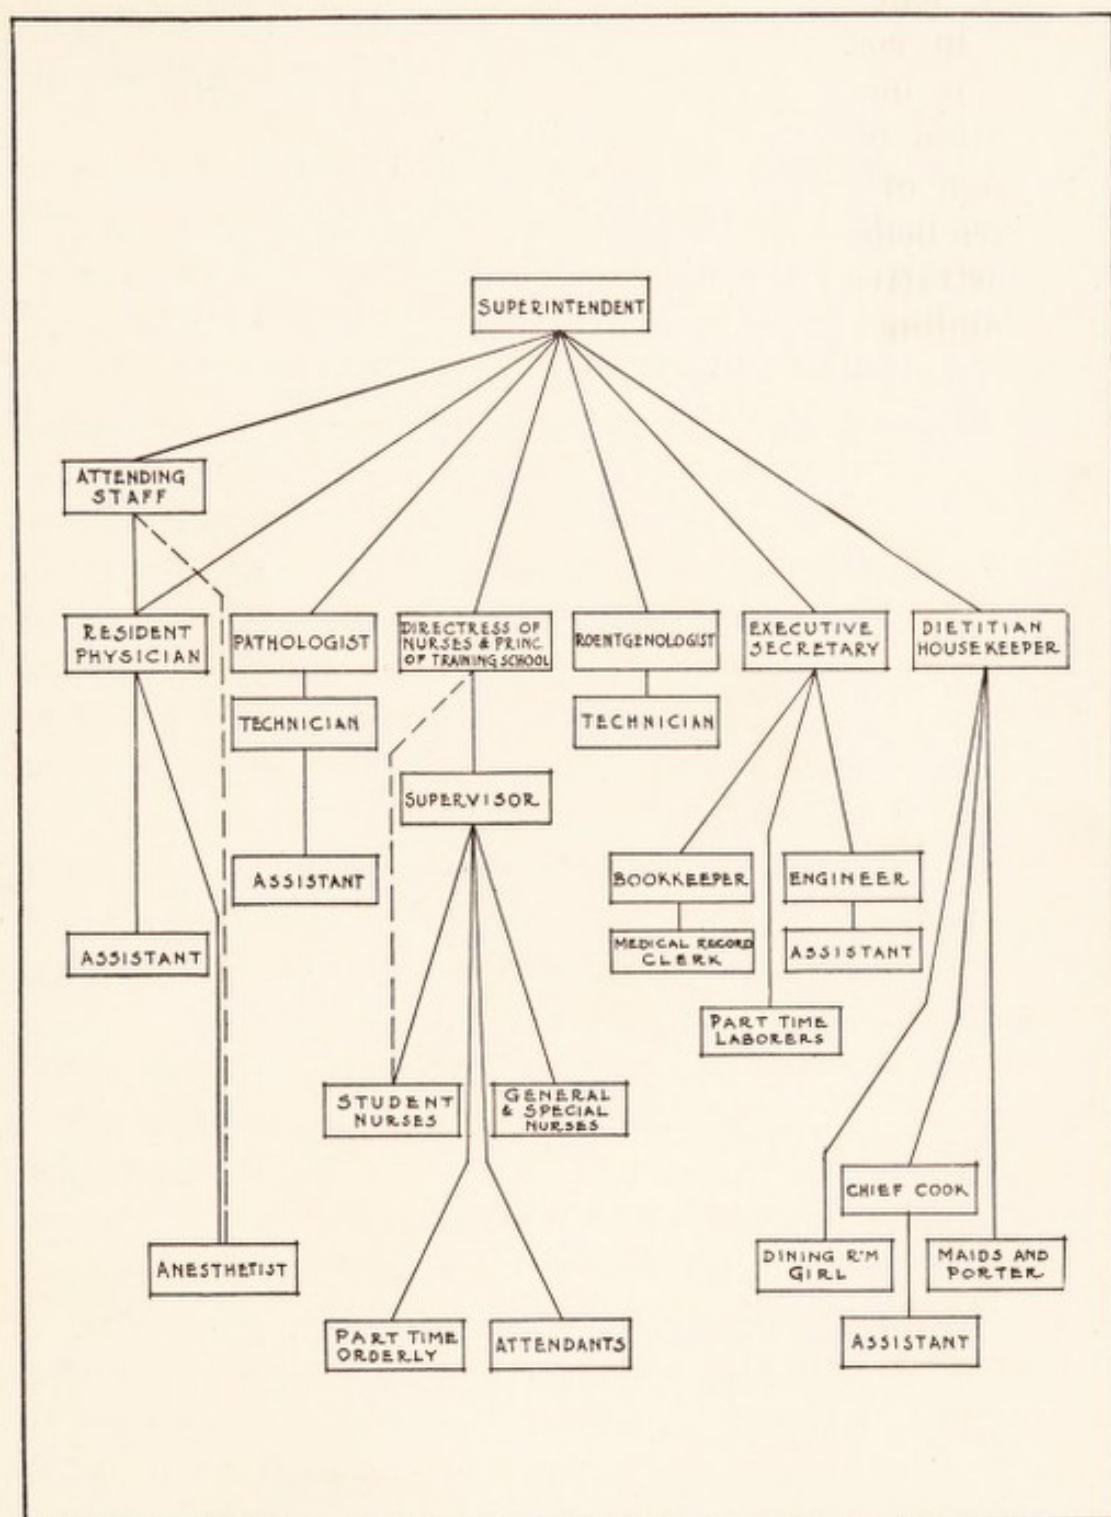 SUPERINTENDENT
ATTENDING
STAFF
RESIDENT
PHYSICIAN
PATHOLOGIST
DIRECTRESS OF
NURSES & PRINC.
OF TRAINING SCHOOL
ROENTGENOLOGIST
EXECUTIVE
SECRETARY
DIETITIAN
HOUSEKEEPER
TECHNICIAN
TECHNICIAN
SUPERVISOR
ASSISTANT
BOOKKEEPER
ENGINEER
ASSISTANT
MEDICAL RECORD
CLERK
ASSISTANT
PART TIME
LABORERS
STUDENT
NURSES
GENERAL
& SPECIAL
NURSES
CHIEF COOK
ANESTHETIST
DINING R'M
GIRL
MAIDS AND
PORTER
PART TIME
ORDERLY
ATTENDANTS
ASSISTANT